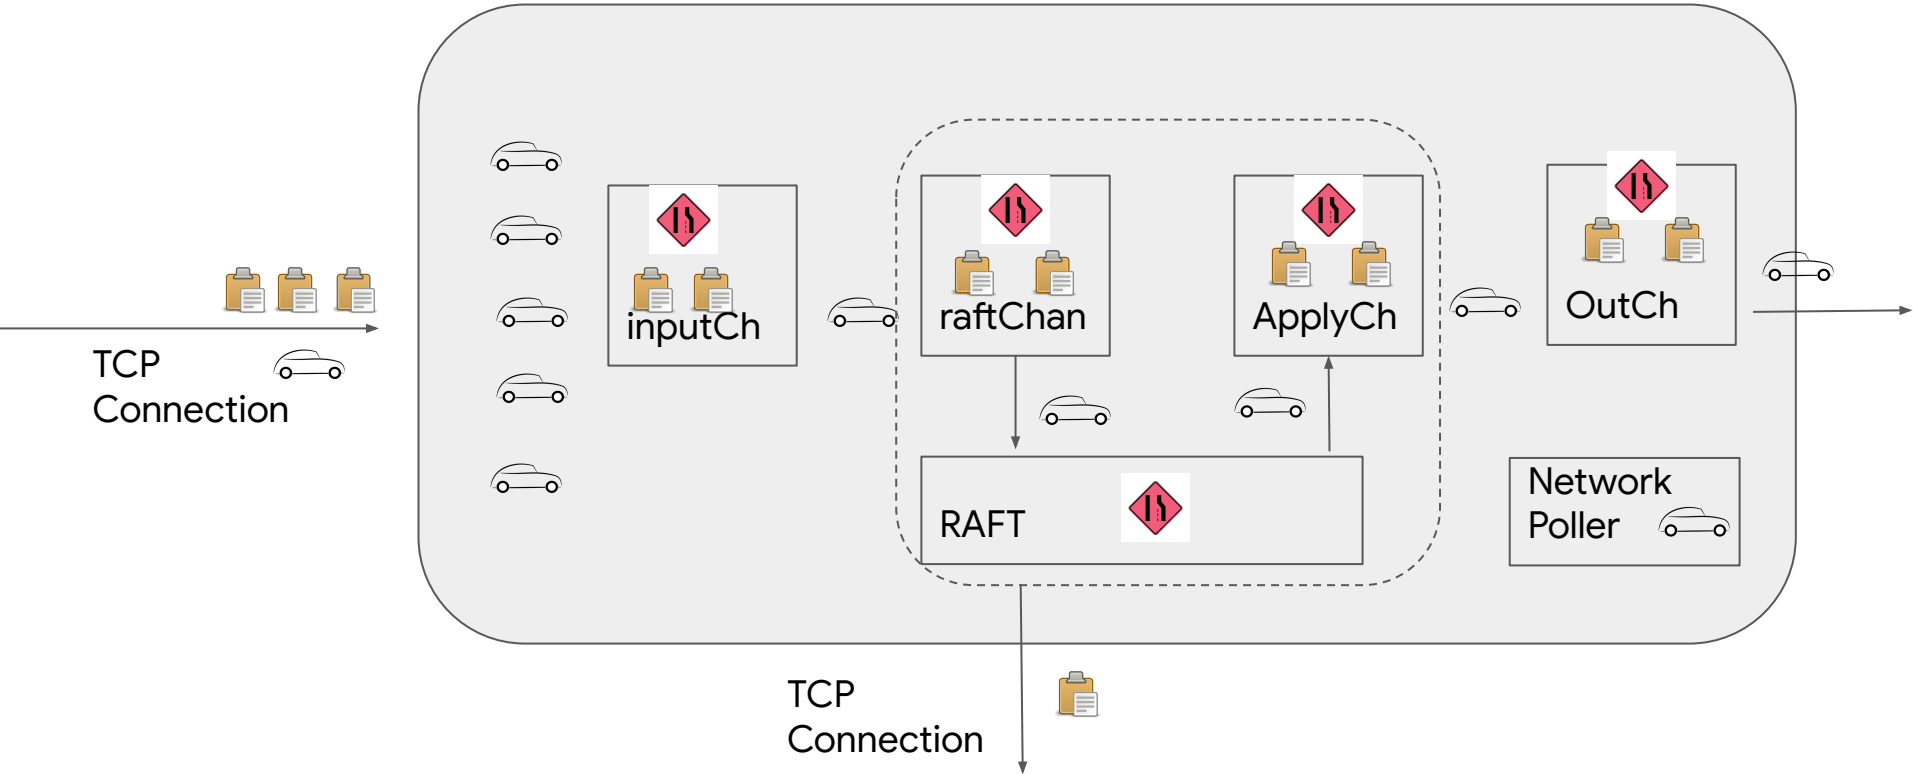 TCP
Connection
inputCh
raftChan
ApplyCh
OutCh
RAFT
Network
Poller
TCP
Connection